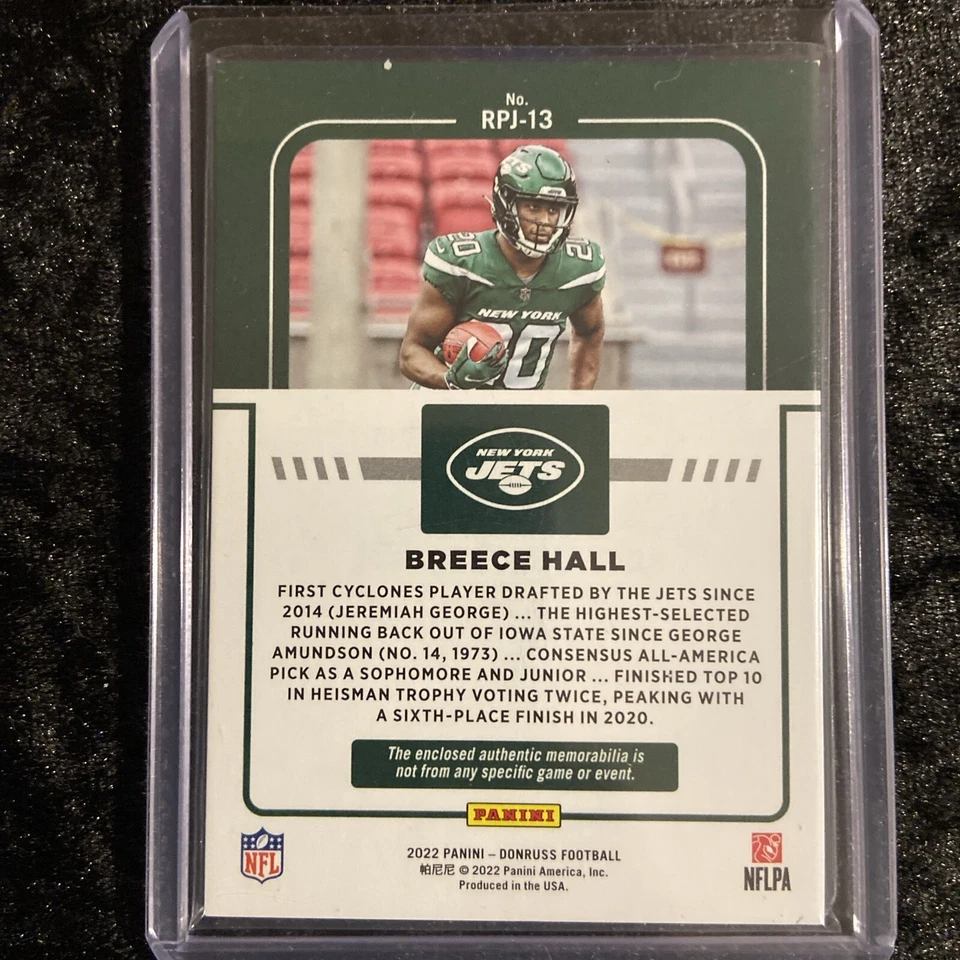 No.
RPJ-13
JETS
20
20
NEW YORK
20
NEW YORK
JETS
BREECE HALL
FIRST CYCLONES PLAYER DRAFTED BY THE JETS SINCE
2014 (JEREMIAH GEORGE) ... THE HIGHEST-SELECTED
RUNNING BACK OUT OF IOWA STATE SINCE GEORGE
AMUNDSON (NO. 14, 1973) ... CONSENSUS ALL-AMERICA
PICK AS A SOPHOMORE AND JUNIOR ... FINISHED TOP 10
IN HEISMAN TROPHY VOTING TWICE, PEAKING WITH
A SIXTH-PLACE FINISH IN 2020.
The enclosed authentic memorabilia is
not from any specific game or event.
PANINI
NFL
2022 PANINI – DONRUSS FOOTBALL
帕尼尼 © 2022 Panini America, Inc.
Produced in the USA.
NFLPA